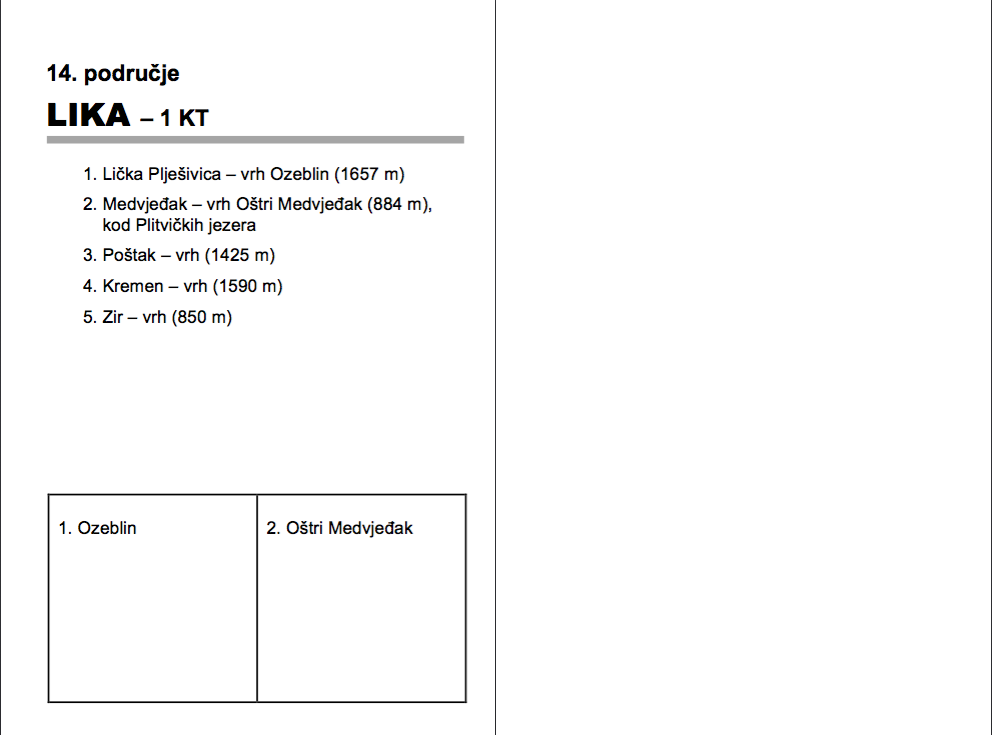 14. područje
LIKA – 1 KT
1. Lička Plješivica – vrh Ozeblin (1657 m)
2. Medvjeđak – vrh Oštri Medvjeđak (884 m),
kod Plitvičkih jezera
3. Poštak – vrh (1425 m)
4. Kremen – vrh (1590 m)
5. Zir – vrh (850 m)
1. Ozeblin
2. Oštri Medvjeđak